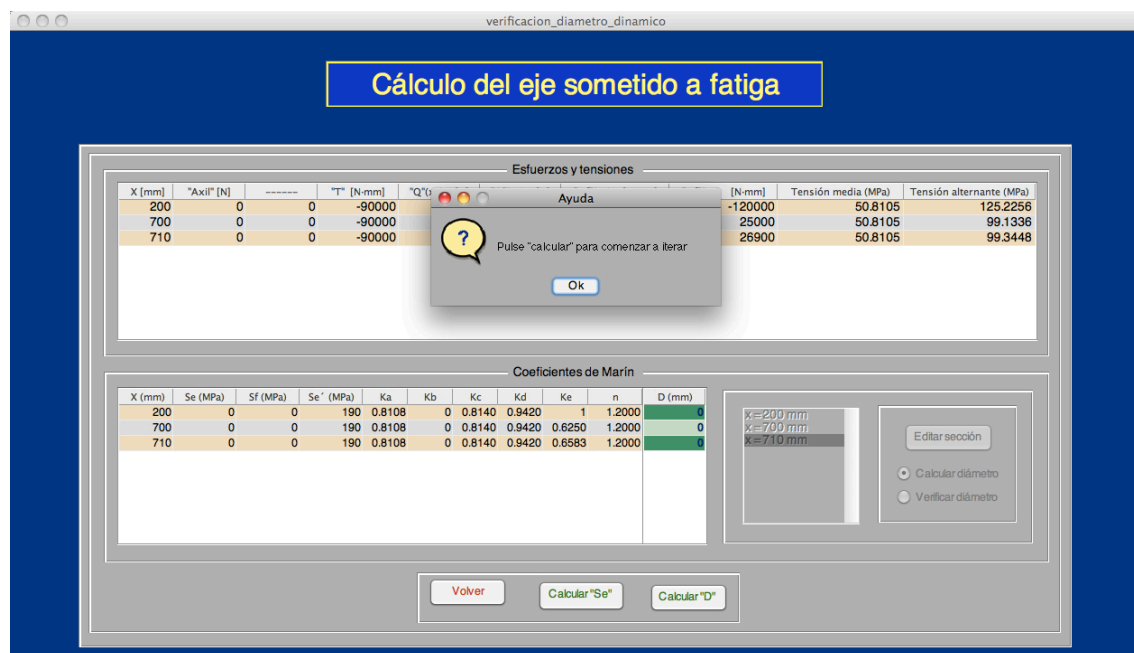 verificacion_diametro_dinamico
Cálculo del eje sometido a fatiga
Esfuerzos y tensiones
X [mm] "Axil" [N] ------ "T" [N·mm] [N·mm] Tensión media (MPa) Tensión alternante (MPa)
200 0 0 -90000 -120000 50.8105 125.2256
700 0 0 -90000 25000 50.8105 99.1336
710 0 0 -90000 26900 50.8105 99.3448
Ayuda
?
Pulse "calcular" para comenzar a iterar
Ok
Coeficientes de Marín
X (mm) Se (MPa) Sf (MPa) Se´ (MPa) Ka Kb Kc Kd Ke n D (mm)
200 0 0 190 0.8108 0 0.8140 0.9420 1 1.2000 0
700 0 0 190 0.8108 0 0.8140 0.9420 0.6250 1.2000 0
710 0 0 190 0.8108 0 0.8140 0.9420 0.6583 1.2000 0
x=200 mm
x=700 mm
x=710 mm
Editar sección
Calcular diámetro
Verificar diámetro
Volver
Calcular "Se"
Calcular "D"